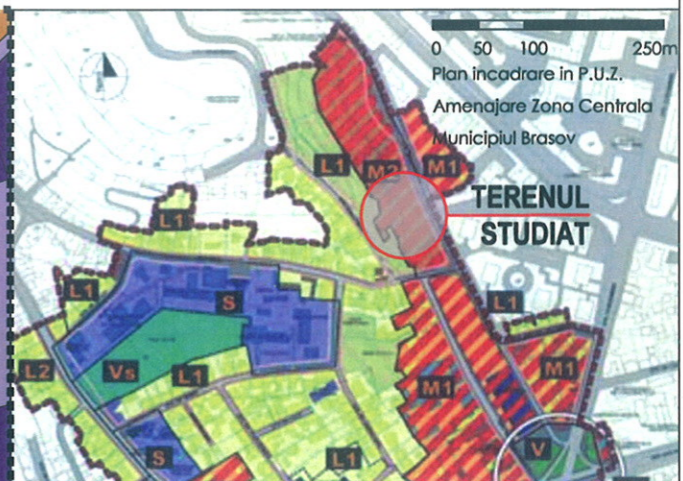 0 50 100 250m
Plan incadrare in P.U.Z.
Amenajare Zona Centrala
Municipiul Brasov
L1
M2
M1
TERENUL
STUDIAT
L1
L1
S
L1
L2
Vs
L1
M1
M1
V
S
L1